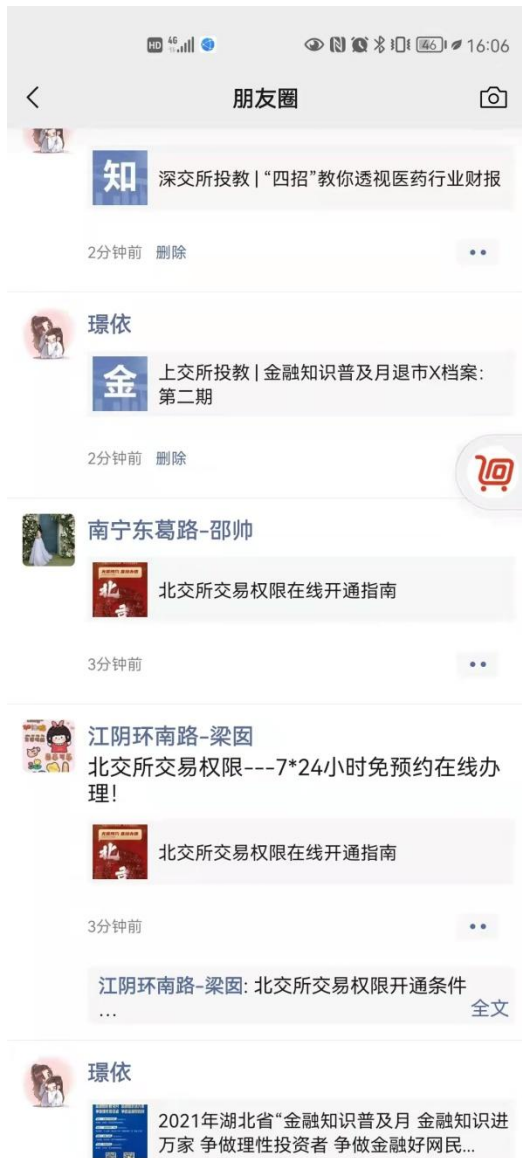 HD 4G 46 16:06
朋友圈
知
深交所投教 | “四招”教你透视医药行业财报
2分钟前 删除
璟依
金
上交所投教 | 金融知识普及月退市X档案:
第二期
2分钟前 删除
南宁东葛路-邵帅
北
北交所交易权限在线开通指南
3分钟前
江阴环南路-梁囡
北交所交易权限---7*24小时免预约在线办
理!
北
北交所交易权限在线开通指南
3分钟前
江阴环南路-梁囡: 北交所交易权限开通条件
...
全文
璟依
2021年湖北省“金融知识普及月 金融知识进
万家 争做理性投资者 争做金融好网民...